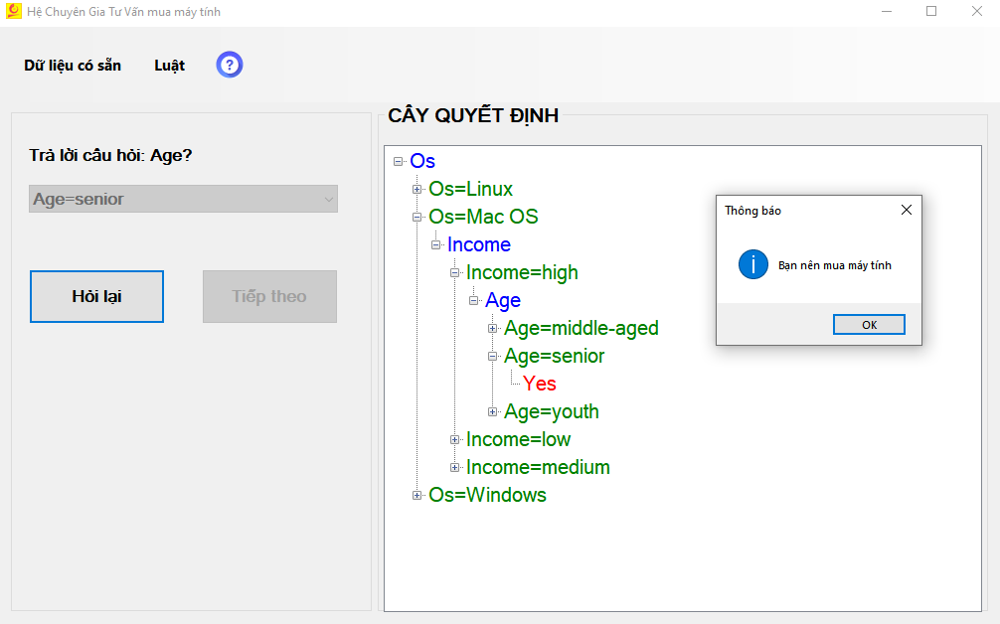 Hệ Chuyên Gia Tư Vấn mua máy tính
Dữ liệu có sẵn
Luật
?
Trả lời câu hỏi: Age?
Age=senior
Hỏi lại
Tiếp theo
CÂY QUYẾT ĐỊNH
Os
Os=Linux
Os=Mac OS
Income
Income=high
Age
Age=middle-aged
Age=senior
Yes
Age=youth
Income=low
Income=medium
Os=Windows
Thông báo
Bạn nên mua máy tính
OK